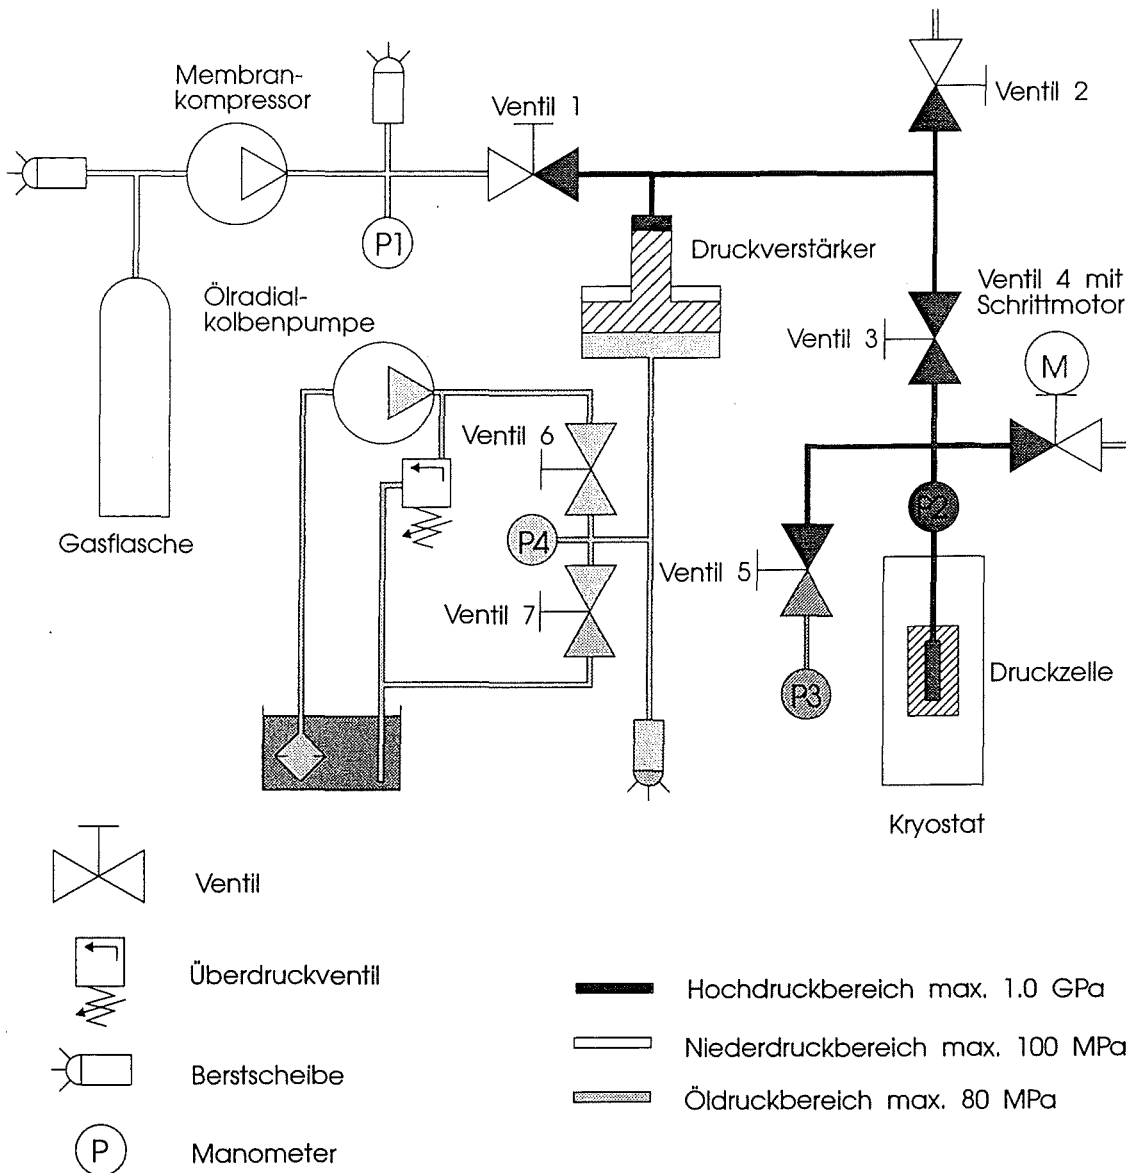 Membran-
kompressor
Ventil 1
Ventil 2
P1
Druckverstärker
Ölradial-
kolbenpumpe
Ventil 4 mit
Schrittmotor
Ventil 3
M
Ventil 6
P2
Gasflasche
P4
Ventil 5
Ventil 7
P3
Druckzelle
Kryostat
Ventil
Überdruckventil
Berstscheibe
P Manometer
Hochdruckbereich max. 1.0 GPa
Niederdruckbereich max. 100 MPa
Öldruckbereich max. 80 MPa